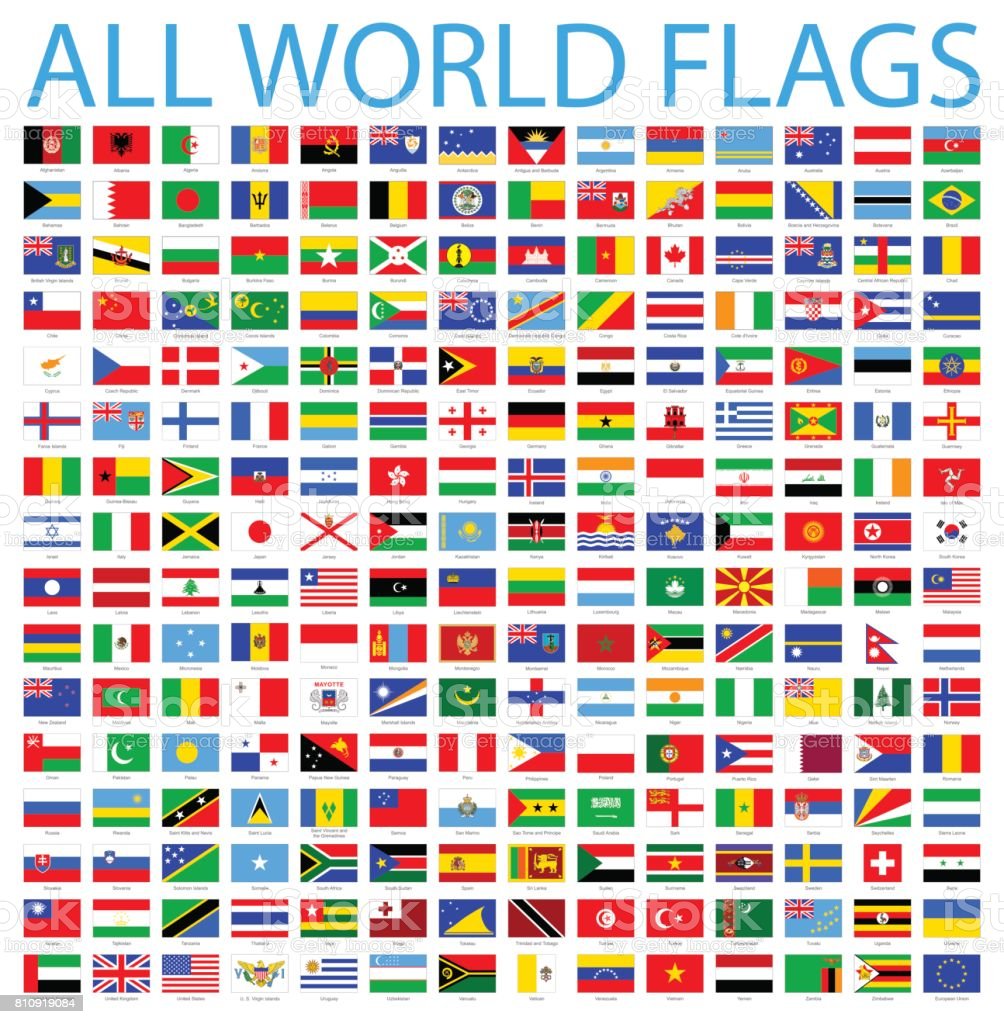 ALL WORLD FLAGS
Afghanistan Albania Algeria Andorra Angola Anguilla Antarctica Antigua and Barbuda Argentina Armenia Aruba Australia Austria Azerbaijan
Bahamas Bahrain Bangladesh Barbados Belarus Belgium Belize Benin Bermuda Bhutan Bolivia Bosnia and Herzegovina Botswana Brazil
British Virgin Islands Brunei Bulgaria Burkina Faso Burma Burundi Cambodia Cameroon Canada Cape Verde Cayman Islands Central African Republic Chad
Chile China Christmas Island Cocos Islands Colombia Comoros Cook Islands Democratic Republic Congo Congo Costa Rica Cote d'Ivoire Croatia Cuba Curacao
Cyprus Czech Republic Denmark Djibouti Dominica Dominican Republic East Timor Ecuador Egypt El Salvador Equatorial Guinea Eritrea Estonia Ethiopia
Faroe Islands Fiji Finland France Gabon Gambia Georgia Germany Ghana Gibraltar Greece Grenada Guatemala Guernsey
Guinea Guinea-Bissau Guyana Haiti Honduras Hong Kong Hungary Iceland India Indonesia Iran Iraq Ireland Isle of Man
Israel Italy Jamaica Japan Jersey Jordan Kazakhstan Kenya Kiribati Kosovo Kuwait Kyrgyzstan North Korea South Korea
Laos Latvia Lebanon Lesotho Liberia Libya Liechtenstein Lithuania Luxembourg Macau Macedonia Madagascar Malawi Malaysia
Mauritius Mexico Micronesia Moldova Monaco Mongolia Montenegro Montserrat Morocco Mozambique Namibia Nauru Nepal Netherlands
MAYOTTE
New Zealand Maldives Mali Malta Mayotte Marshall Islands Mauritania Netherlands Antilles Nicaragua Niger Nigeria Niue Norfolk Island Norway
Oman Pakistan Palau Panama Papua New Guinea Paraguay Peru Philippines Poland Portugal Puerto Rico Qatar Sint Maarten Romania
Russia Rwanda Saint Kitts and Nevis Saint Lucia Saint Vincent and the Grenadines Samoa San Marino Sao Tome and Principe Saudi Arabia Sark Senegal Serbia Seychelles Sierra Leone
Slovakia Slovenia Solomon Islands Somalia South Africa South Sudan Spain Sri Lanka Sudan Suriname Swaziland Sweden Switzerland Syria
Taiwan Tajikistan Tanzania Thailand Togo Tonga Tokelau Trinidad and Tobago Tunisia Turkey Turkmenistan Tuvalu Uganda Ukraine
United Kingdom United States U. S. Virgin Islands Uruguay Uzbekistan Vanuatu Vatican Venezuela Vietnam Yemen Zambia Zimbabwe European Union
iStock
by Getty Images
810919084